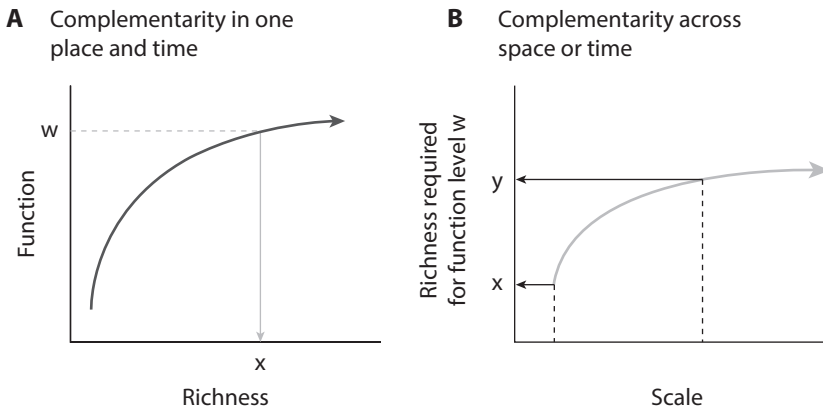 A Complementarity in one
place and time
w
Function
x
Richness
B Complementarity across
space or time
Richness required
for function level w
y
x
Scale